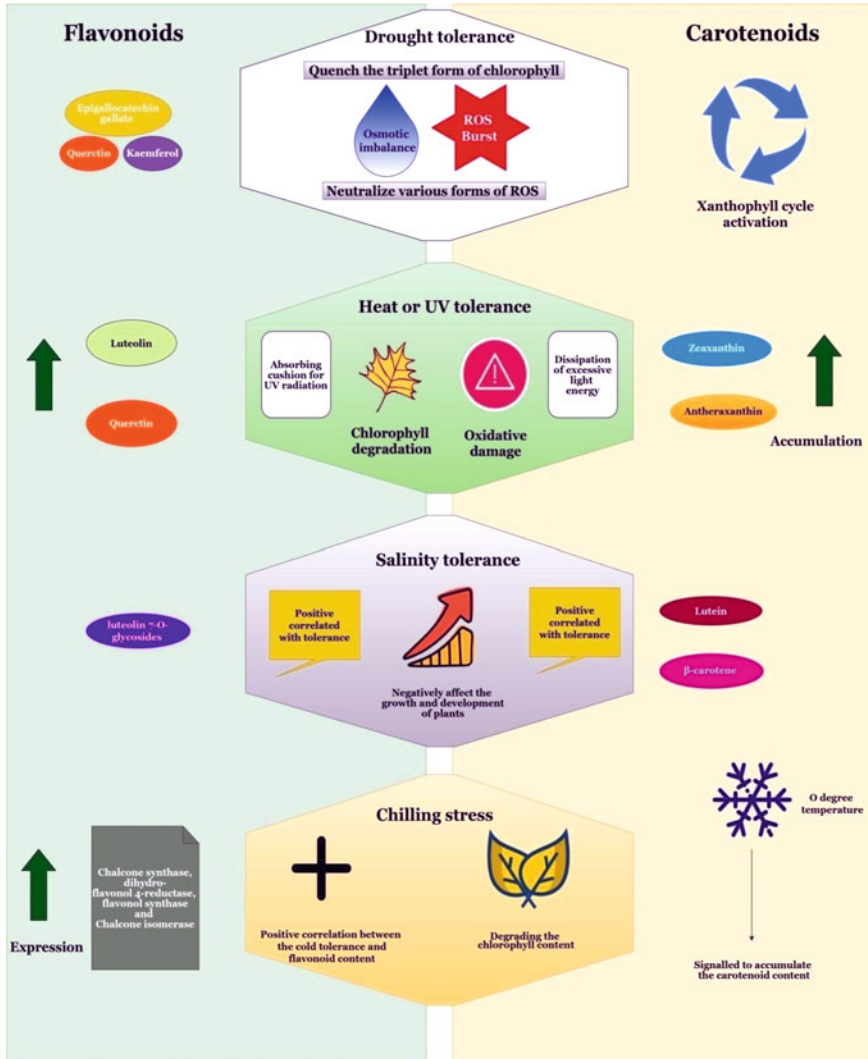 Flavonoids
Drought tolerance
Carotenoids
Quench the triplet form of chlorophyll
Epigallocatechin
gallate
Querctin
Kaemferol
Osmotic
imbalance
ROS
Burst
Neutralize various forms of ROS
Xanthophyll cycle
activation
Heat or UV tolerance
Luteolin
Querctin
Absorbing
cushion for
UV radiation
Chlorophyll
degradation
Oxidative
damage
Dissipation
of excessive
light
energy
Zeaxanthin
Antheraxanthin
Accumulation
Salinity tolerance
luteolin 7-O-
glycosides
Positive
correlated
with tolerance
Negatively affect the
growth and development
of plants
Positive
correlated
with tolerance
Lutein
β-carotene
Chilling stress
Expression
Chalcone synthase,
dihydro-
flavonol 4-reductase,
flavonol synthase
and
Chalcone isomerase
Positive correlation between
the cold tolerance and
flavonoid content
Degrading the
chlorophyll content
O degree
temperature
Signalled to accumulate
the carotenoid content